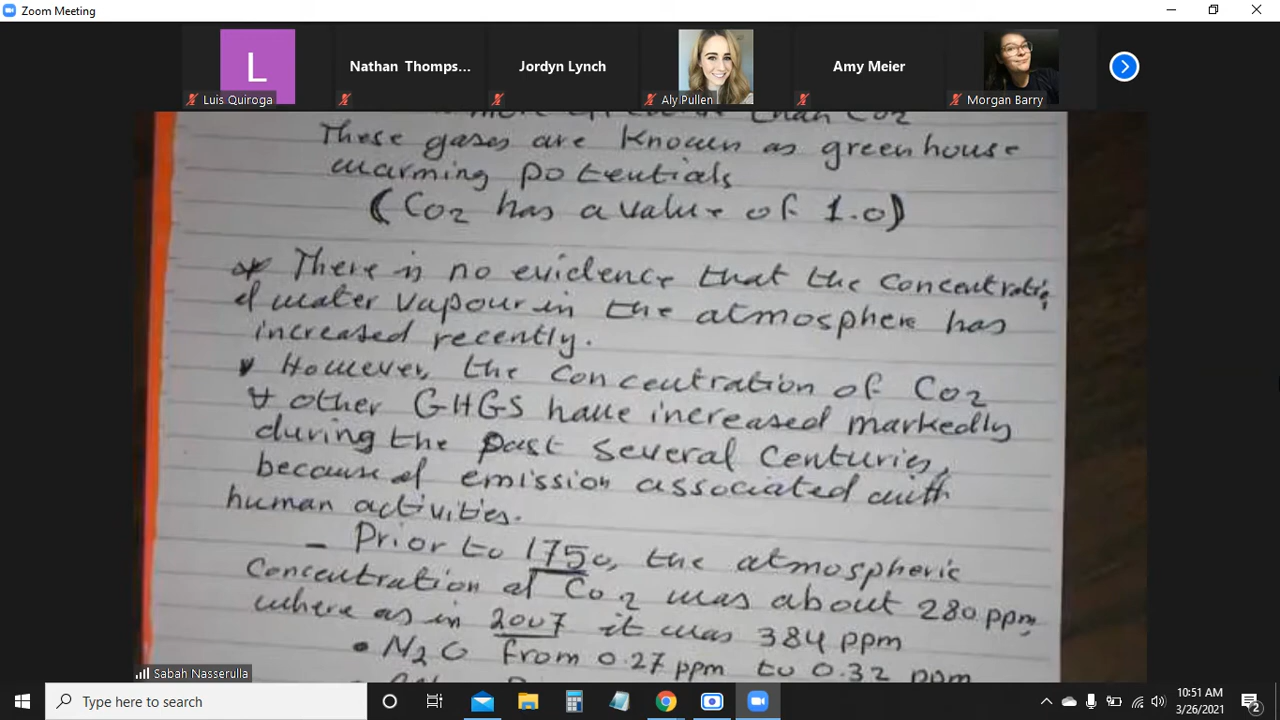 Zoom Meeting
L
Luis Quiroga
Nathan Thomps...
Jordyn Lynch
Aly Pullen
Amy Meier
Morgan Barry
than CO2
These gases are known as greenhouse
warming potentials
(CO2 has a value of 1.0)
* There is no evidence that the concentration
of water vapour in the atmosphere has
increased recently.
However, the concentration of CO2
other GHGS have increased markedly
during the past several centuries,
because of emission associated with
human activities.
- Prior to 1750, the atmospheric
concentration of CO2 was about 280 ppm,
where as in 2007 it was 384 ppm
• N2O from 0.27 ppm to 0.32 ppm
Sabah Nasserulla
Type here to search
10:51 AM
3/26/2021
2